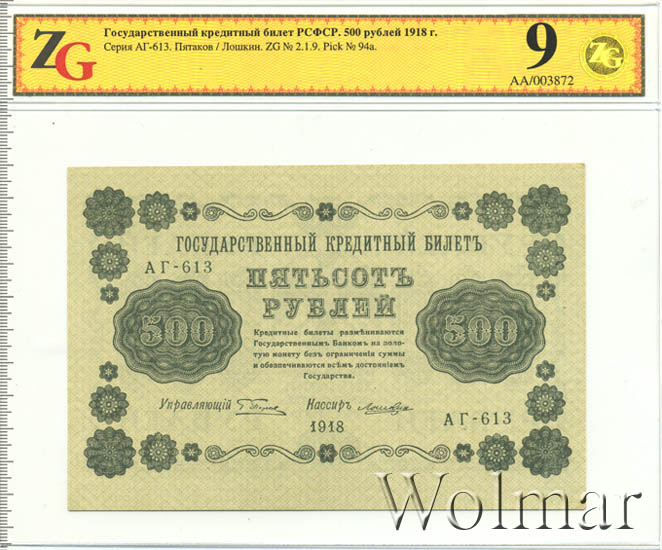 ZG
Государственный кредитный билет РСФСР. 500 рублей 1918 г.
Серия АГ-613. Пятаков / Лошкин. ZG № 2.1.9. Pick № 94a.
9
ZG
AA/003872
ГОСУДАРСТВЕННЫЙ КРЕДИТНЫЙ БИЛЕТЪ
АГ-613
ПЯТЬСОТЪ
РУБЛЕЙ
500
500
Кредитные билеты размѣниваются
Государственнымъ Банкомъ на золо-
тую монету безъ ограниченія суммы
и обезпечиваются всѣмъ достояніемъ
Государства.
Управляющій
Кассиръ
АГ-613
1918
Wolmar